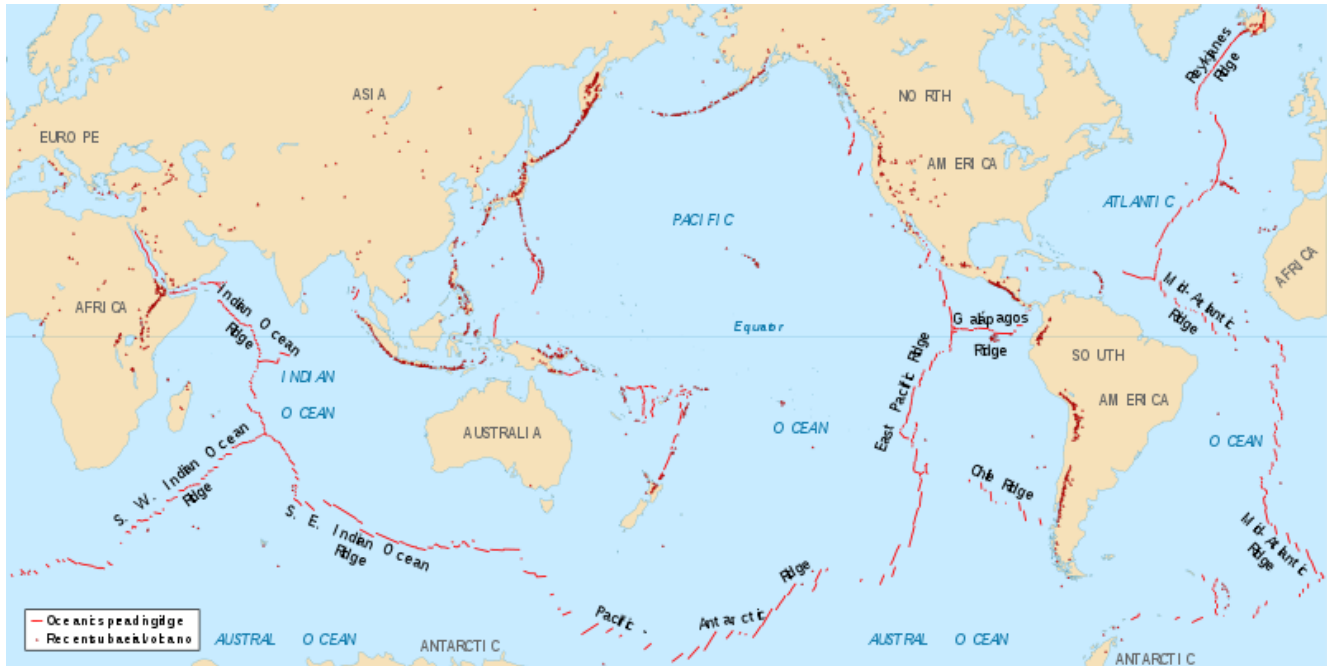 Reykjanes
Ridge
ASIA
NORTH
EUROPE
AMERICA
ATLANTIC
PACIFIC
AFRICA
AFRICA
Indian Ocean
Ridge
Mid-Atlantic
Ridge
Galapagos
Equator
Ridge
SOUTH
INDIAN
AMERICA
OCEAN
East Pacific Ridge
OCEAN
AUSTRALIA
OCEAN
S. W. Indian Ocean
Ridge
Chile Ridge
S. E. Indian Ocean
Ridge
Mid-Atlantic
Ridge
Pacific - Antarctic Ridge
Oceanic spreading ridge
Recent subaerial volcano
AUSTRAL OCEAN
ANTARCTIC
AUSTRAL OCEAN
ANTARCTIC